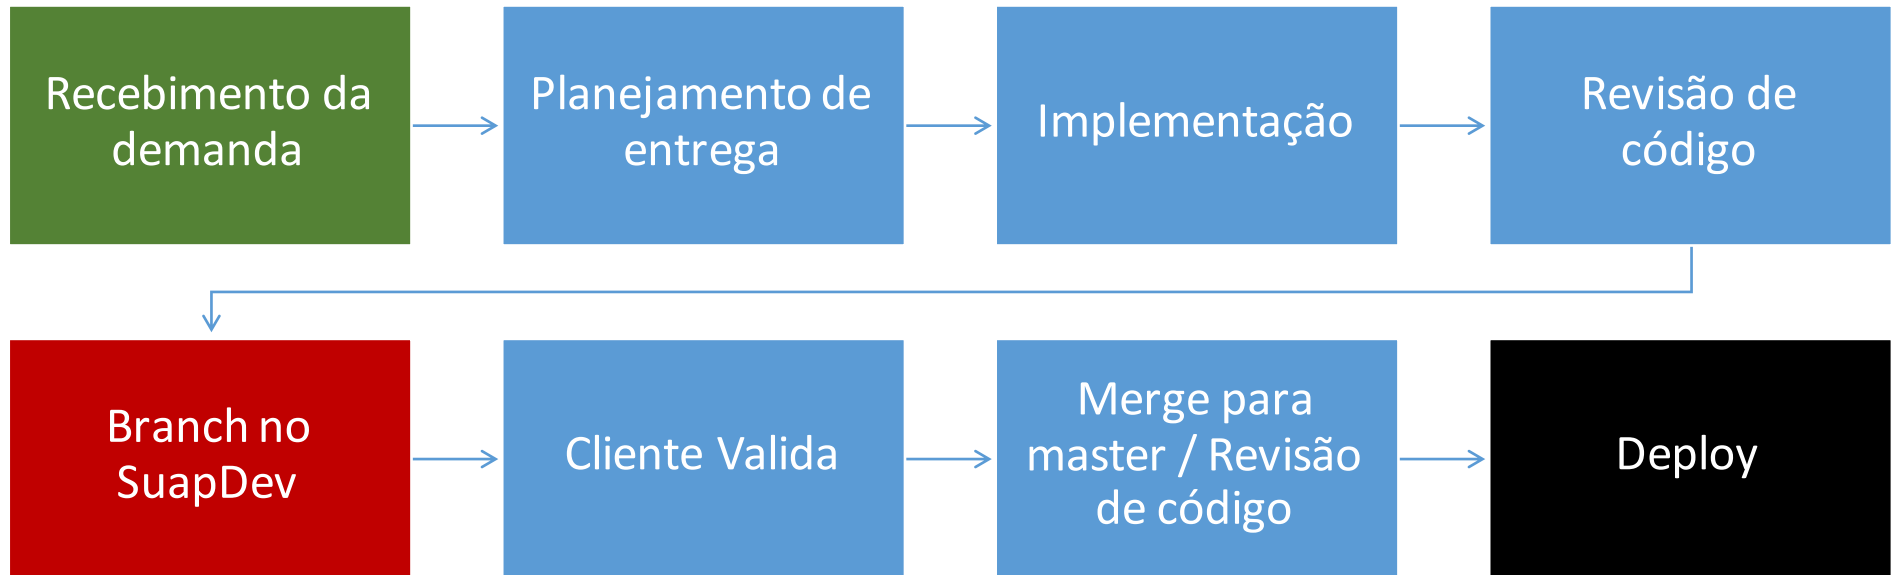 Recebimento da
demanda
Planejamento de
entrega
Implementação
Revisão de
código
Branch no
SuapDev
Cliente Valida
Merge para
master / Revisão
de código
Deploy